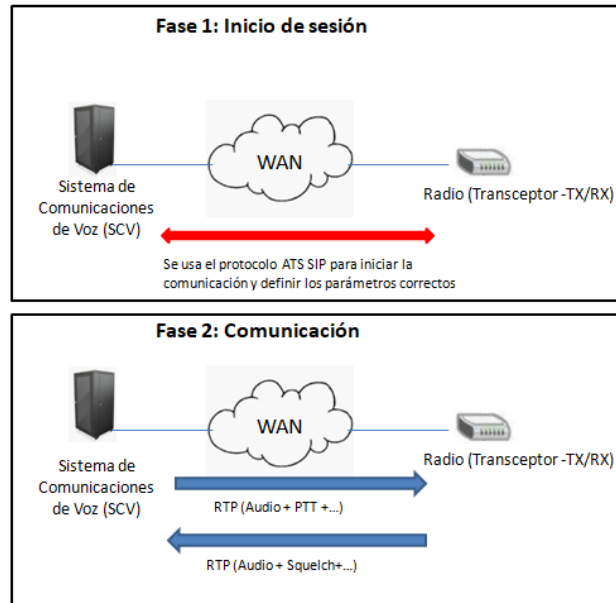 Fase 1: Inicio de sesión
WAN
Sistema de
Comunicaciones
de Voz (SCV)
Radio (Transceptor -TX/RX)
Se usa el protocolo ATS SIP para iniciar la
comunicación y definir los parámetros correctos
Fase 2: Comunicación
WAN
Sistema de
Comunicaciones
de Voz (SCV)
Radio (Transceptor -TX/RX)
RTP (Audio + PTT +...)
RTP (Audio + Squelch+...)